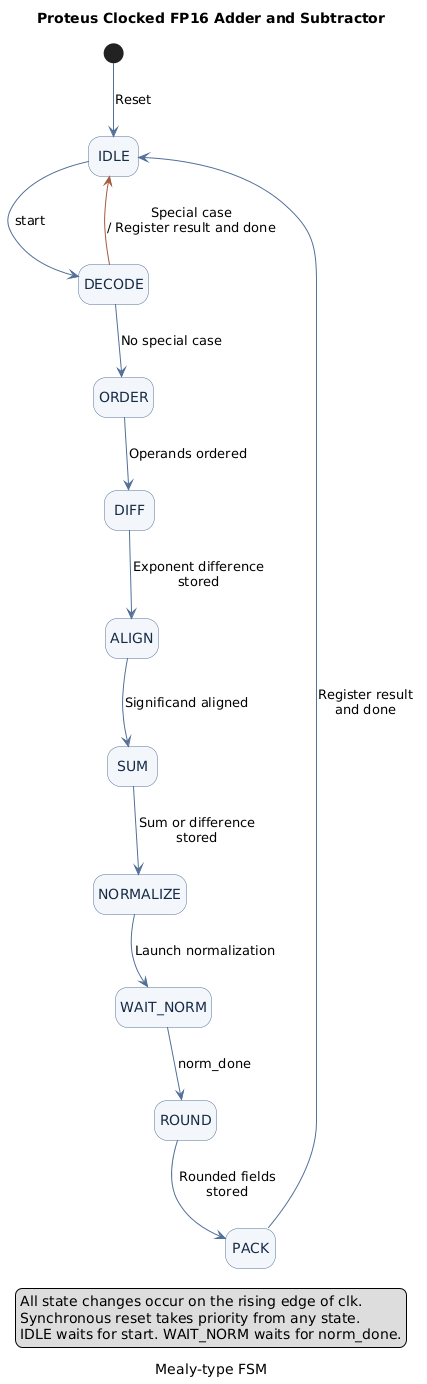 Proteus Clocked FP16 Adder and Subtractor
Reset
IDLE
start
Special case
/ Register result and done
DECODE
No special case
ORDER
Operands ordered
DIFF
Exponent difference
stored
ALIGN
Significand aligned
Register result
and done
SUM
Sum or difference
stored
NORMALIZE
Launch normalization
WAIT_NORM
norm_done
ROUND
Rounded fields
stored
PACK
All state changes occur on the rising edge of clk.
Synchronous reset takes priority from any state.
IDLE waits for start. WAIT_NORM waits for norm_done.
Mealy-type FSM